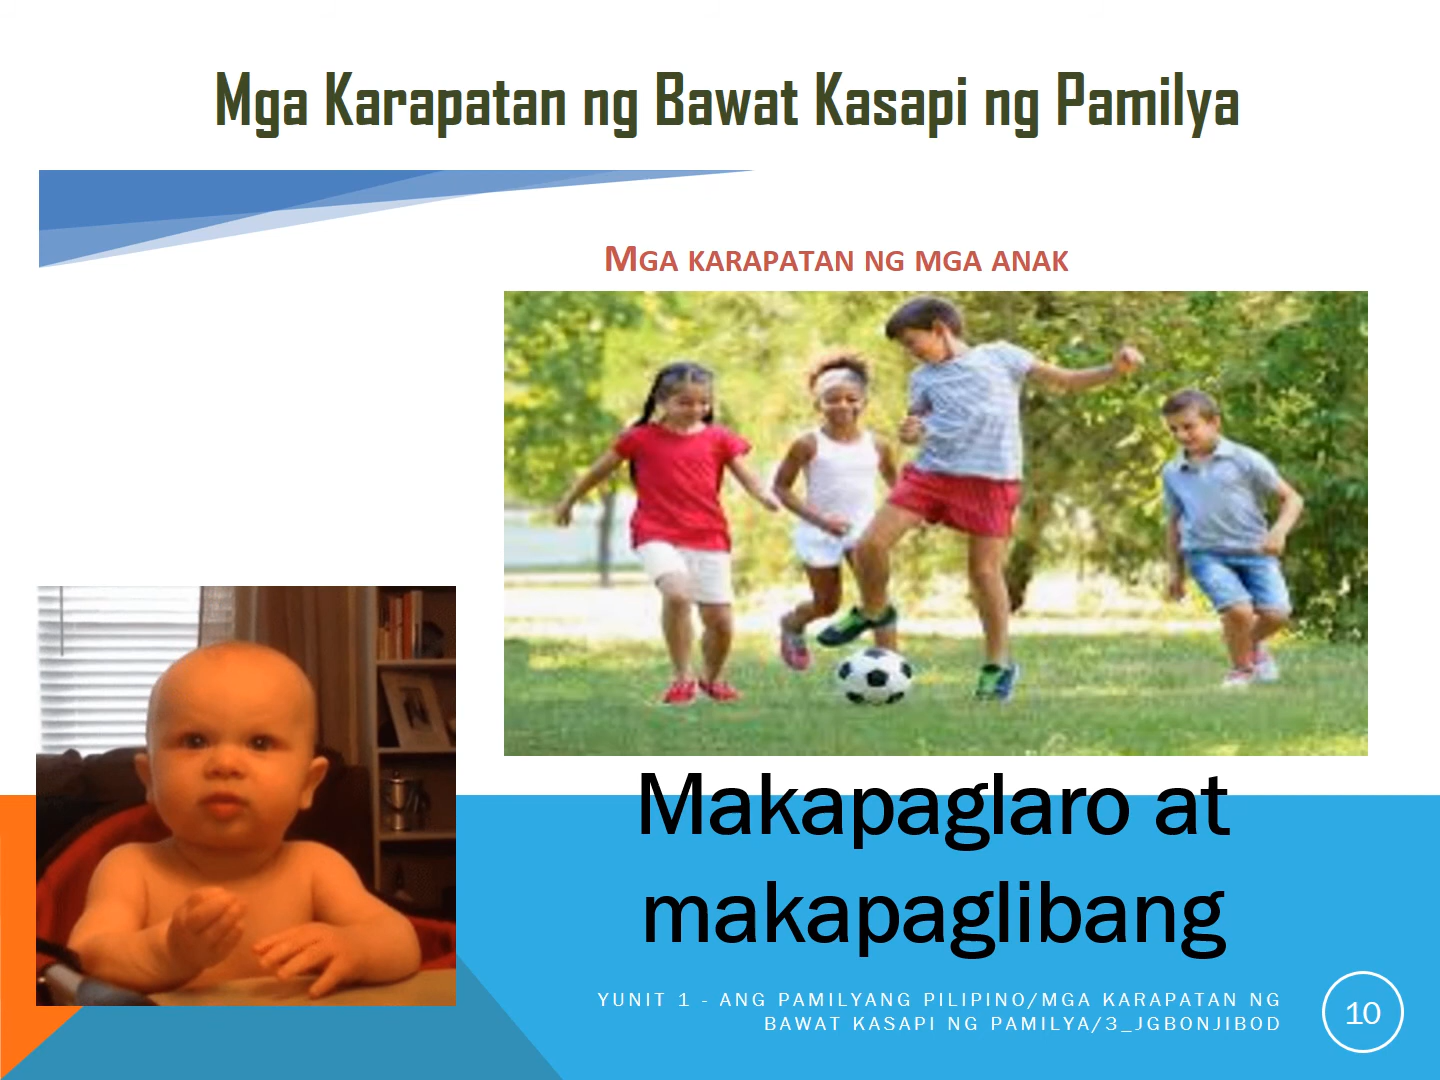 Mga Karapatan ng Bawat Kasapi ng Pamilya
MGA KARAPATAN NG MGA ANAK
Makapaglaro at
makapaglibang
YUNIT 1 - ANG PAMILYANG PILIPINO/MGA KARAPATAN NG
BAWAT KASAPI NG PAMILYA/3_JGBONJIBOD
10